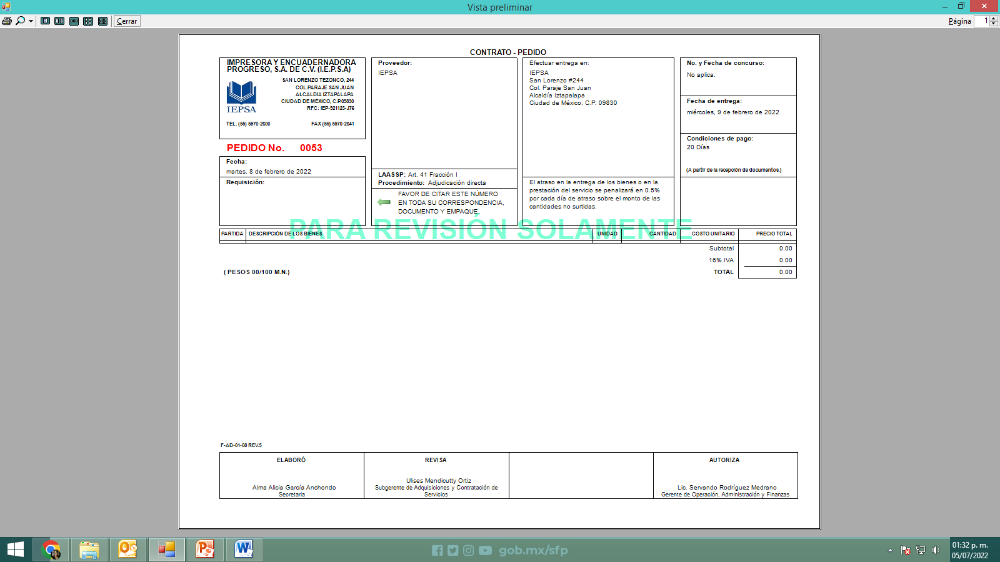 Vista preliminar
Cerrar
Página 1
CONTRATO - PEDIDO
IMPRESORA Y ENCUADERNADORA
PROGRESO, S.A. DE C.V. (I.E.P.S.A)
SAN LORENZO TEZONCO, 244
COL.PARAJE SAN JUAN
ALCALDÍA IZTAPALAPA
CIUDAD DE MÉXICO, C.P.09830
RFC: IEP-921123-J76
IEPSA
TEL. (55) 5970-2600 FAX (55) 5970-2641
PEDIDO No. 0053
Fecha:
martes, 8 de febrero de 2022
Requisición:
Proveedor:
IEPSA
LAASSP: Art. 41 Fracción I
Procedimiento: Adjudicación directa
FAVOR DE CITAR ESTE NÚMERO
EN TODA SU CORRESPONDENCIA,
DOCUMENTO Y EMPAQUE.
Efectuar entrega en:
IEPSA
San Lorenzo #244
Col. Paraje San Juan
Alcaldía Iztapalapa
Ciudad de México, C.P. 09830
El atraso en la entrega de los bienes o en la
prestación del servicio se penalizará en 0.5%
por cada día de atraso sobre el monto de las
cantidades no surtidas.
No. y Fecha de concurso:
No aplica.
Fecha de entrega:
miércoles, 9 de febrero de 2022
Condiciones de pago:
20 Días
(A partir de la recepción de documentos.)
PARA REVISIÓN SOLAMENTE
PARTIDA DESCRIPCIÓN DE LOS BIENES UNIDAD CANTIDAD COSTO UNITARIO PRECIO TOTAL
Subtotal 0.00
16% IVA 0.00
( PESOS 00/100 M.N.) TOTAL 0.00
F-AD-01-08 REV.5
ELABORÓ
Alma Alicia García Anchondo
Secretaria
REVISA
Ulises Mendicutty Ortiz
Subgerente de Adquisiciones y Contratación de
Servicios
AUTORIZA
Lic. Servando Rodríguez Medrano
Gerente de Operación, Administración y Finanzas
gob.mx/sfp
01:32 p. m.
05/07/2022